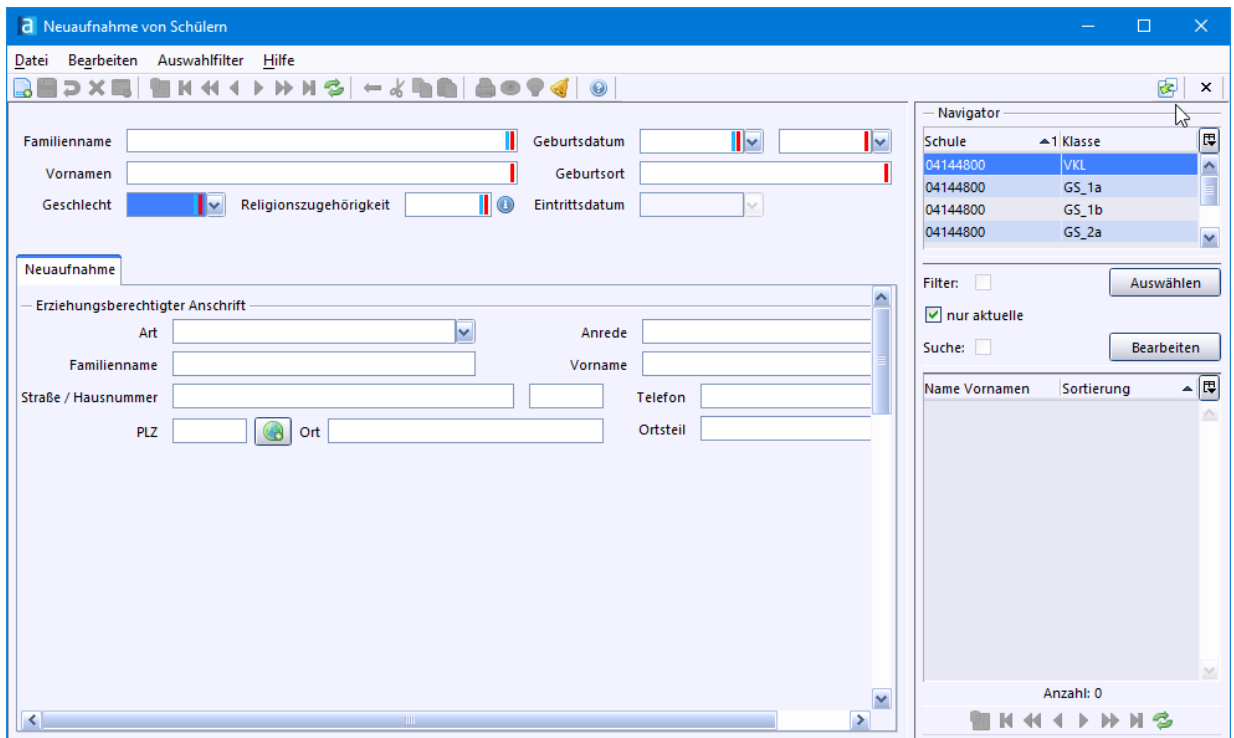 a Neuaufnahme von Schülern
Datei Bearbeiten Auswahlfilter Hilfe
Familienname
Geburtsdatum
Vornamen
Geburtsort
Geschlecht
Religionszugehörigkeit
Eintrittsdatum
Neuaufnahme
Erziehungsberechtigter Anschrift
Art
Anrede
Familienname
Vorname
Straße / Hausnummer
Telefon
PLZ
Ort
Ortsteil
Navigator
Schule 1 Klasse
04144800 VKL
04144800 GS_1a
04144800 GS_1b
04144800 GS_2a
Filter: Auswählen
nur aktuelle
Suche: Bearbeiten
Name Vornamen Sortierung
Anzahl: 0